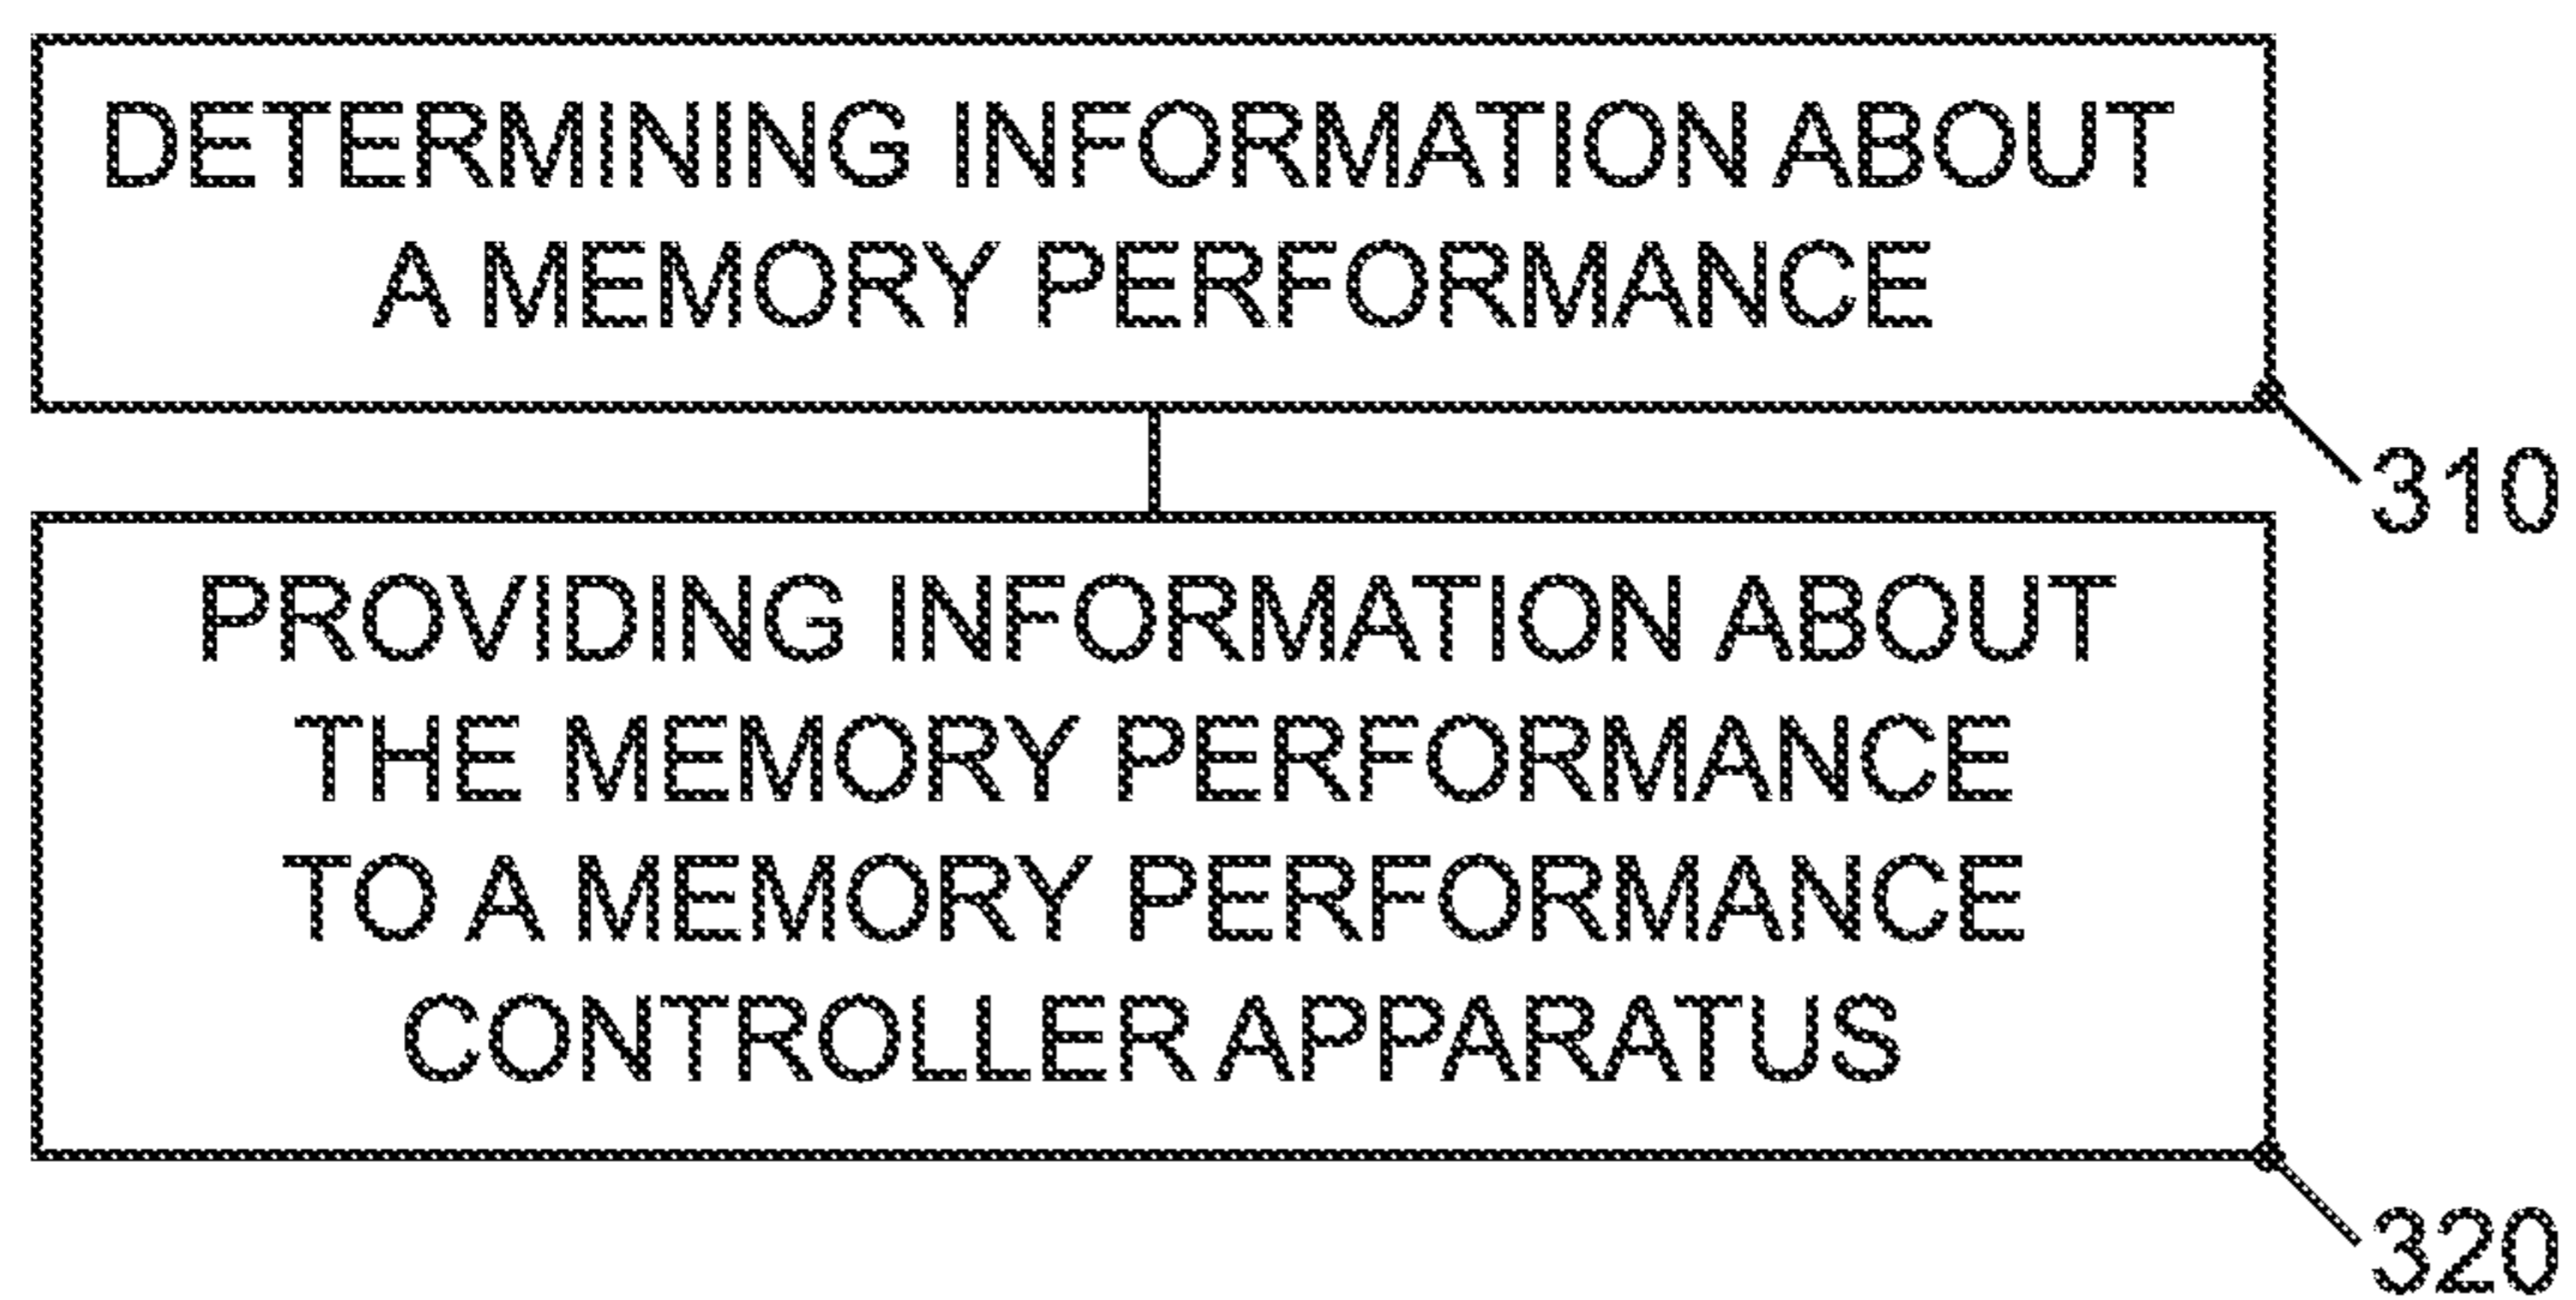 DETERMINING INFORMATION ABOUT
A MEMORY PERFORMANCE
310
PROVIDING INFORMATION ABOUT
THE MEMORY PERFORMANCE
TO A MEMORY PERFORMANCE
CONTROLLER APPARATUS
320